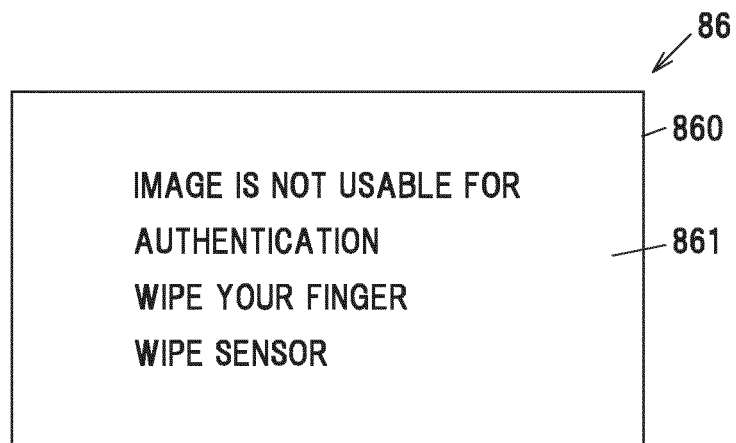 86
860
IMAGE IS NOT USABLE FOR
AUTHENTICATION
861
WIPE YOUR FINGER
WIPE SENSOR